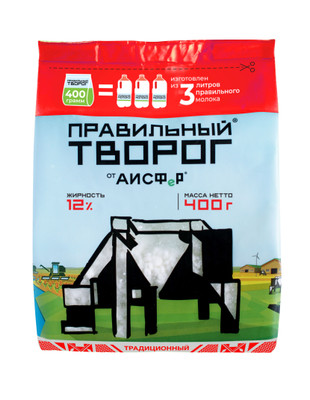 ПРАВИЛЬНЫЙ
ТВОРОГ
400
грамм
=
изготовлен
из 3 литров
правильного
молока
ПРАВИЛЬНЫЙ®
ТВОРОГ
от АИСФеР®
ЖИРНОСТЬ
12%
МАССА НЕТТО
400 г
ТРАДИЦИОННЫЙ